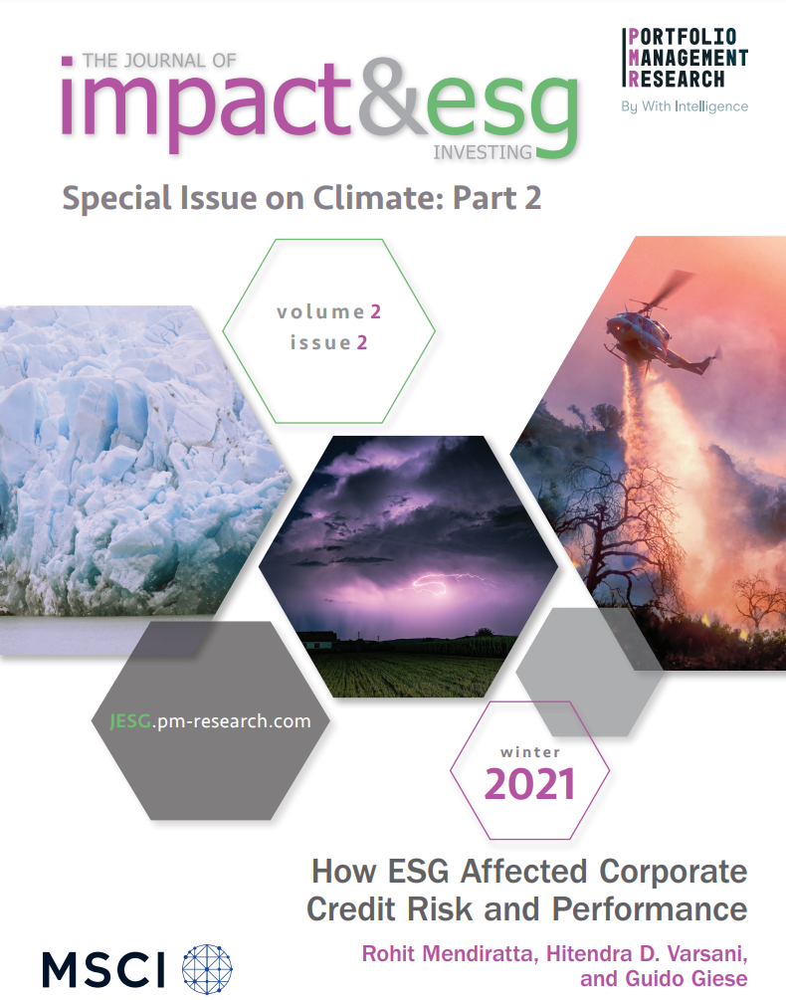 THE JOURNAL OF
impact&esg
INVESTING
PORTFOLIO
MANAGEMENT
RESEARCH
By With Intelligence
Special Issue on Climate: Part 2
volume 2
issue 2
JESG.pm-research.com
winter
2021
How ESG Affected Corporate
Credit Risk and Performance
Rohit Mendiratta, Hitendra D. Varsani,
and Guido Giese
MSCI